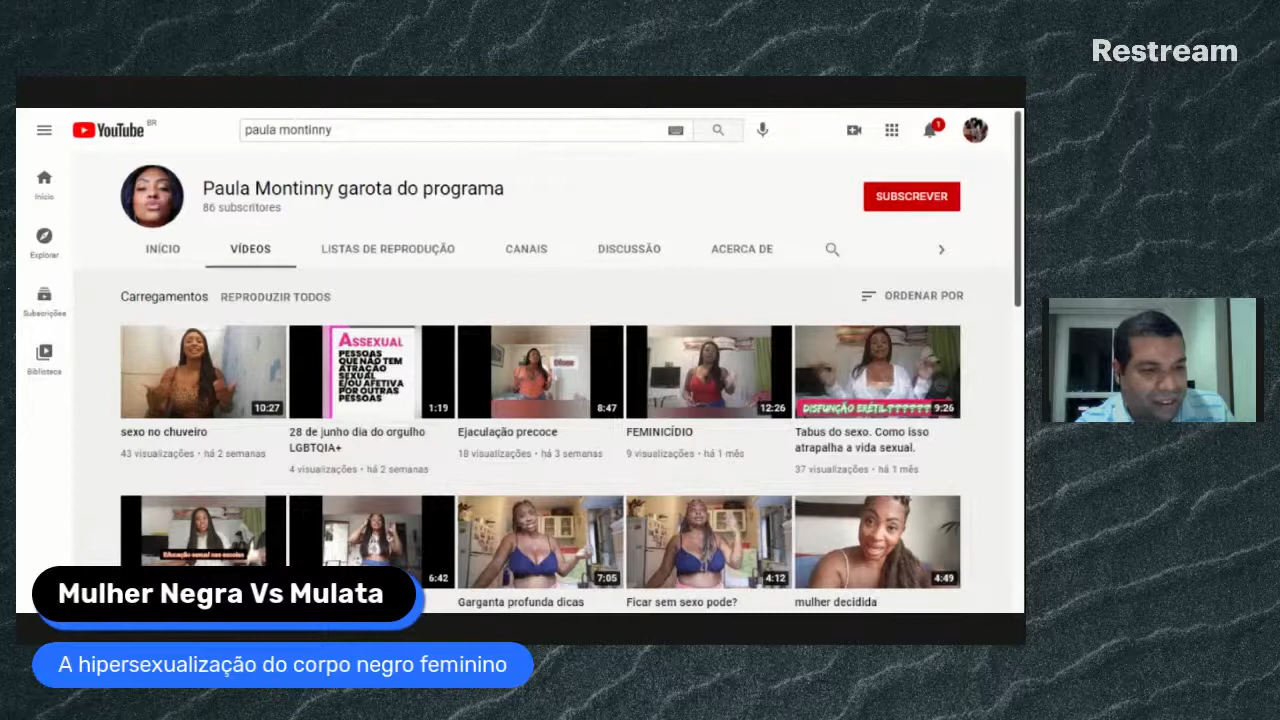 Restream
YouTube BR
paula montinny
1
Início
Explorar
Subscrições
Biblioteca
Paula Montinny garota do programa
86 subscritores
SUBSCREVER
INÍCIO VÍDEOS LISTAS DE REPRODUÇÃO CANAIS DISCUSSÃO ACERCA DE
Carregamentos REPRODUZIR TODOS ORDENAR POR
10:27
sexo no chuveiro
43 visualizações • há 2 semanas
ASSEXUAL
PESSOAS
QUE NÃO TEM
ATRAÇÃO
SEXUAL
E/OU AFETIVA
POR OUTRAS
PESSOAS
1:19
28 de junho dia do orgulho
LGBTQIA+
4 visualizações • há 2 semanas
Dicas
8:47
Ejaculação precoce
18 visualizações • há 3 semanas
12:26
FEMINICÍDIO
9 visualizações • há 1 mês
DISFUNÇÃO ERÉTIL??????
9:26
Tabus do sexo. Como isso
atrapalha a vida sexual.
37 visualizações • há 1 mês
Educação sexual nas escolas
6:42
7:05
Garganta profunda dicas
4:12
Ficar sem sexo pode?
4:49
mulher decidida
Mulher Negra Vs Mulata
A hipersexualização do corpo negro feminino